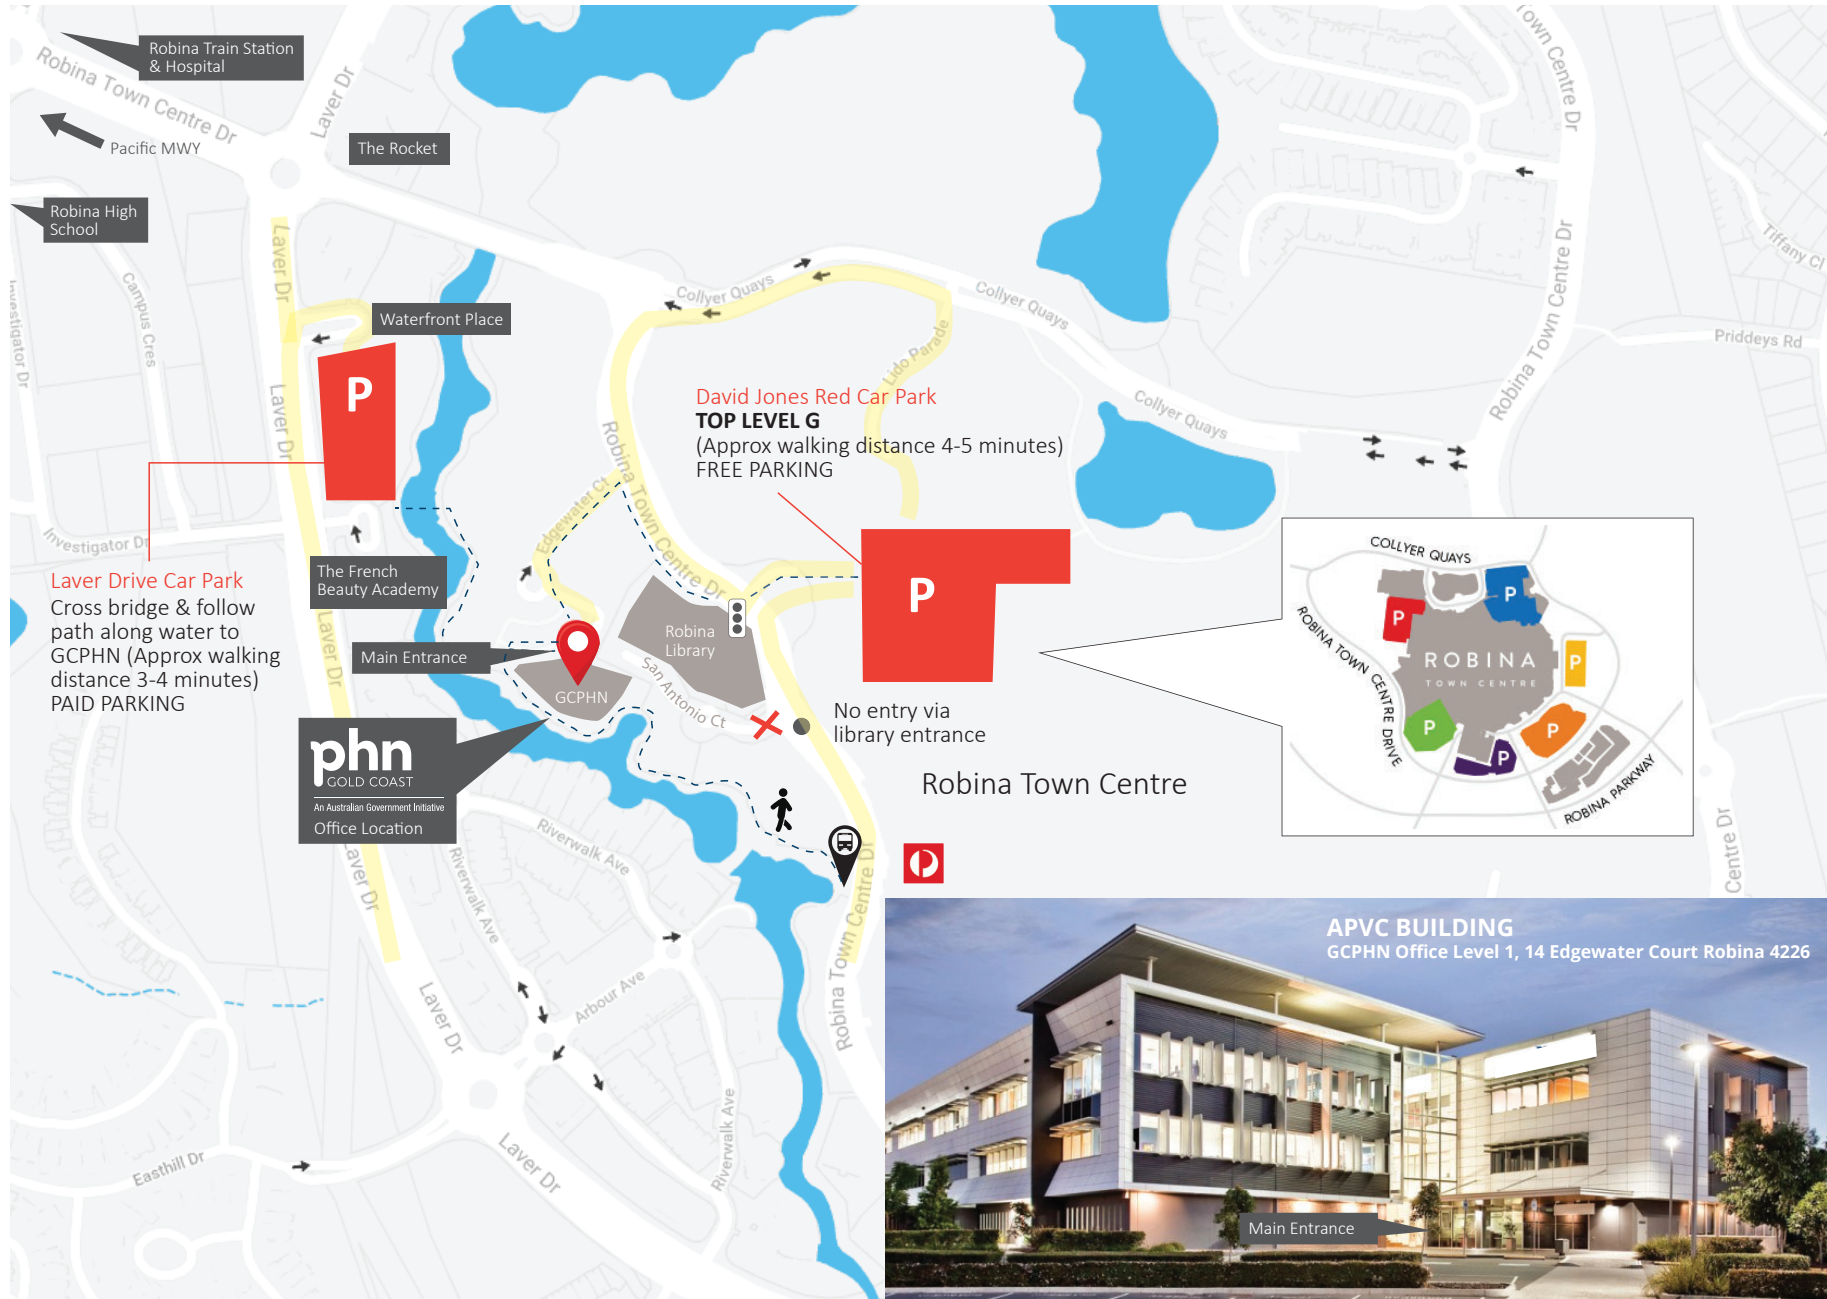 Robina Train Station
& Hospital
Robina Town Centre Dr
Laver Dr
Pacific MWY
The Rocket
Robina High
School
Laver Dr
Campus Cres
Investigator Dr
Waterfront Place
P
Laver Dr
Collyer Quays
Collyer Quays
Lido Parade
Collyer Quays
Town Centre Dr
Tiffany Cl
Robina Town Centre Dr
Priddeys Rd
David Jones Red Car Park
TOP LEVEL G
(Approx walking distance 4-5 minutes)
FREE PARKING
Robina Town Centre Dr
Edgewater Ct
Investigator Dr
Laver Drive Car Park
Cross bridge & follow
path along water to
GCPHN (Approx walking
distance 3-4 minutes)
PAID PARKING
The French
Beauty Academy
Laver Dr
Main Entrance
GCPHN
Robina
Library
San Antonio Ct
P
No entry via
library entrance
Robina Town Centre
COLLYER QUAYS
ROBINA TOWN CENTRE DRIVE
P
P
P
P
P
P
ROBINA
TOWN CENTRE
ROBINA PARKWAY
phn
GOLD COAST
An Australian Government Initiative
Office Location
Laver Dr
Riverwalk Ave
Riverwalk Ave
Robina Town Centre Dr
Centre Dr
Arbour Ave
Laver Dr
Riverwalk Ave
Easthill Dr
Laver Dr
APVC BUILDING
GCPHN Office Level 1, 14 Edgewater Court Robina 4226
Main Entrance